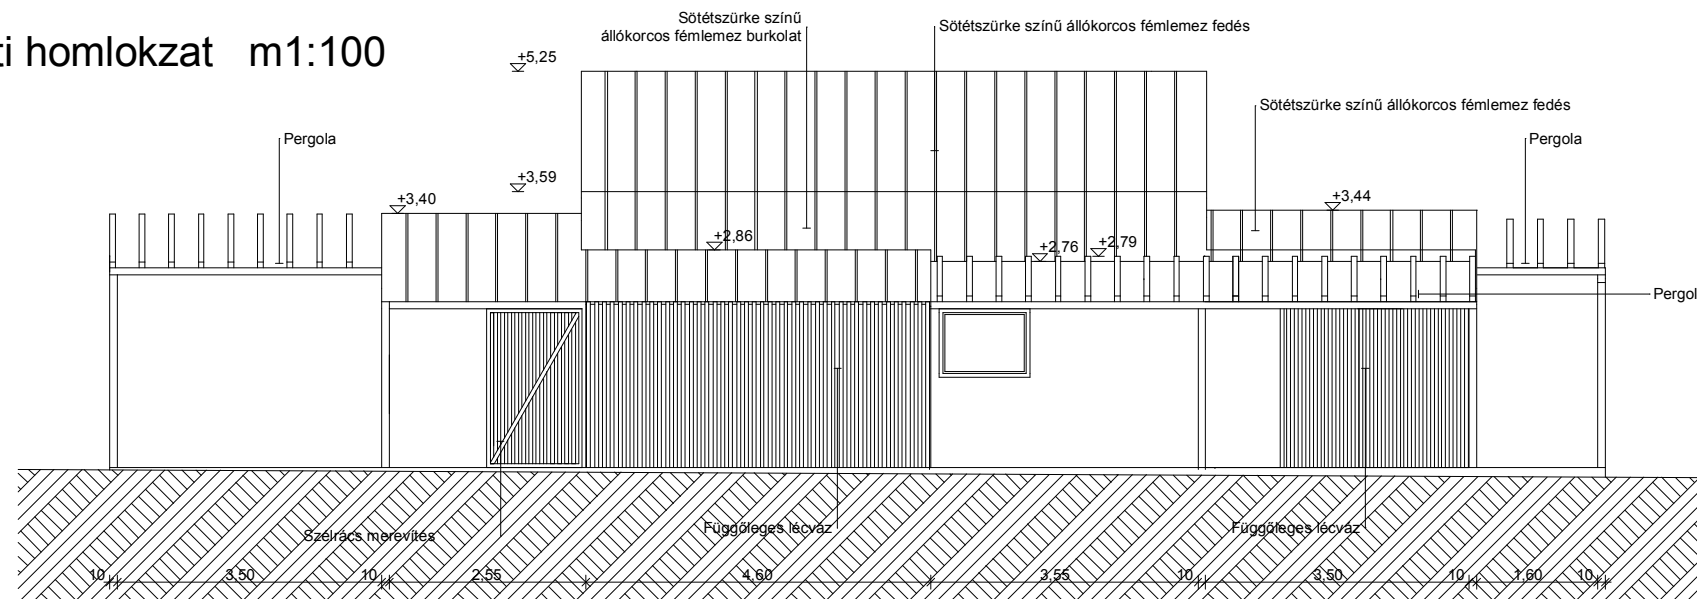 ti homlokzat m1:100
Sötétszürke színű
állókorcos fémlemez burkolat
Sötétszürke színű állókorcos fémlemez fedés
+5,25
Sötétszürke színű állókorcos fémlemez fedés
Pergola
Pergola
+3,59
+3,40
+3,44
+2,86
+2,76
+2,79
Pergol
Szélrács merevítés
Függőleges lécváz
Függőleges lécváz
10 3,50 10 2,55 4,60 3,55 10 3,50 10 1,60 10